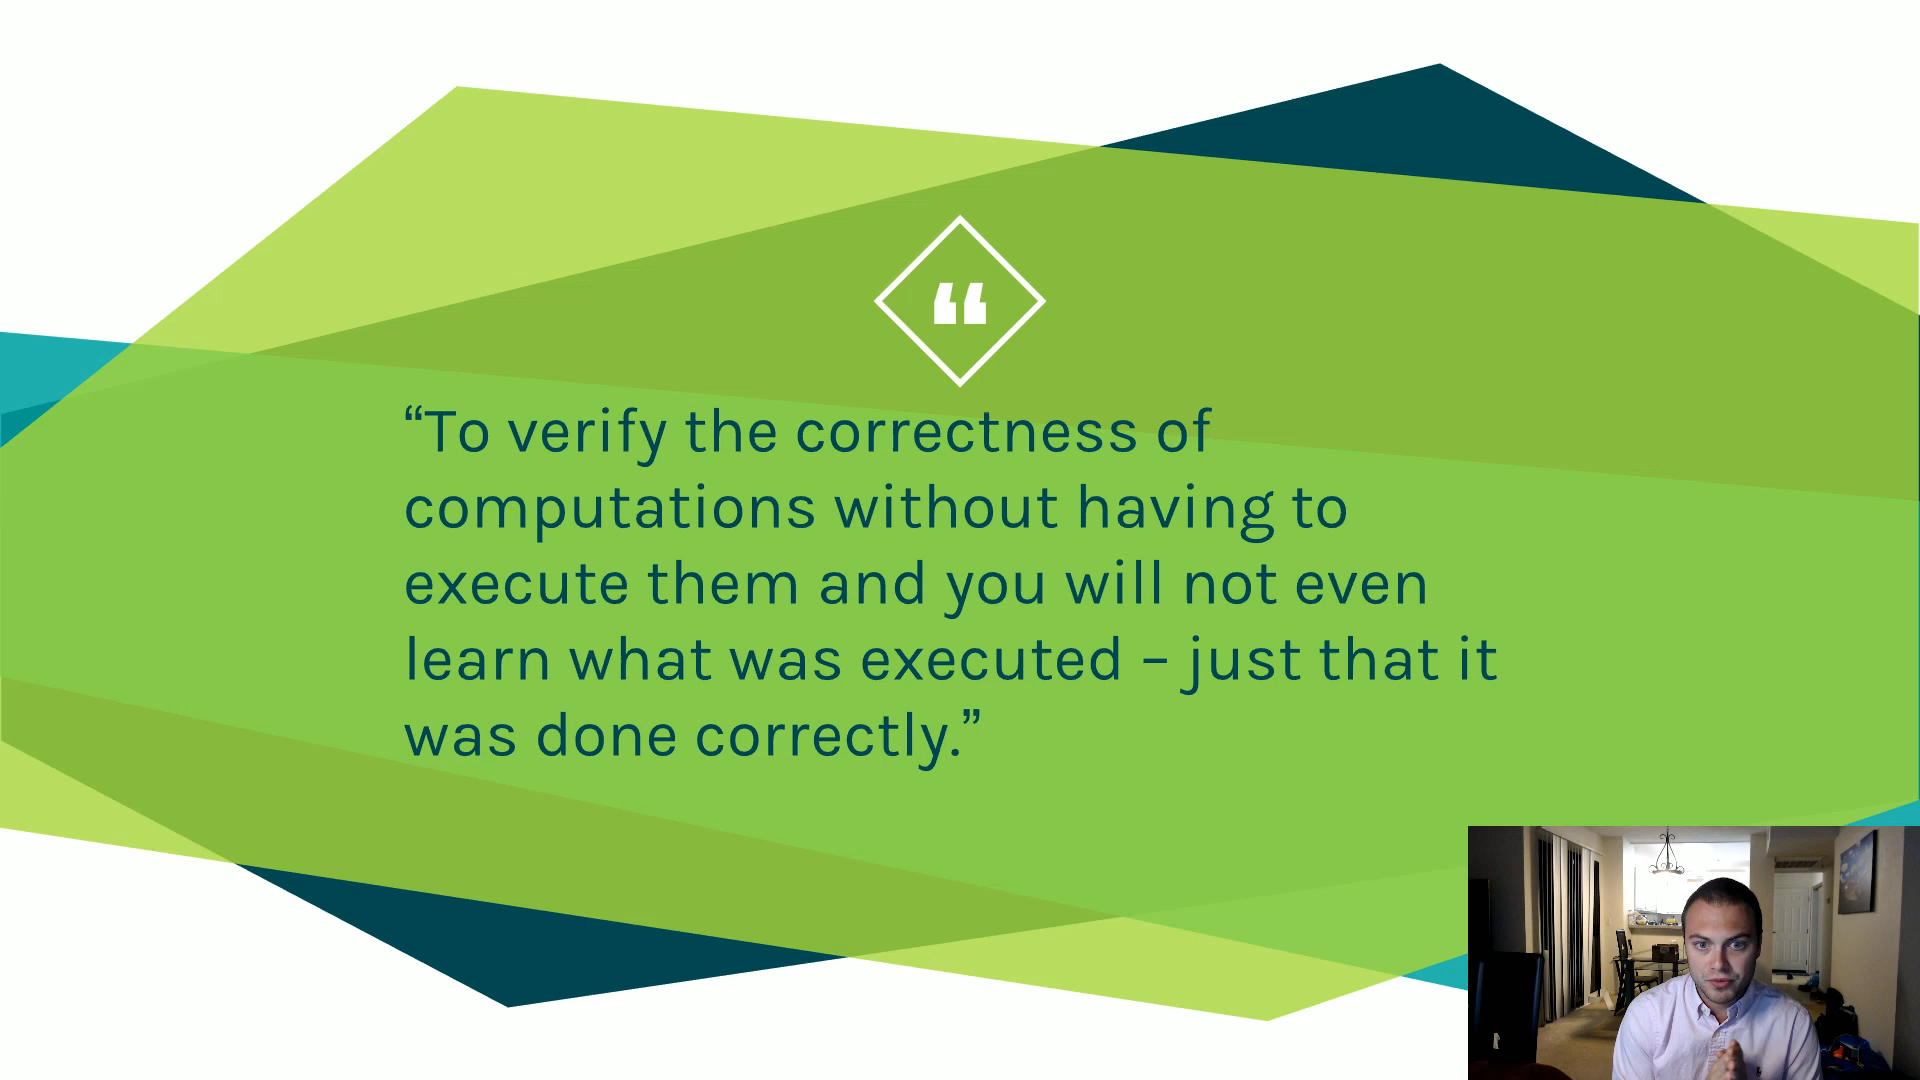 ❝
“To verify the correctness of
computations without having to
execute them and you will not even
learn what was executed – just that it
was done correctly.”